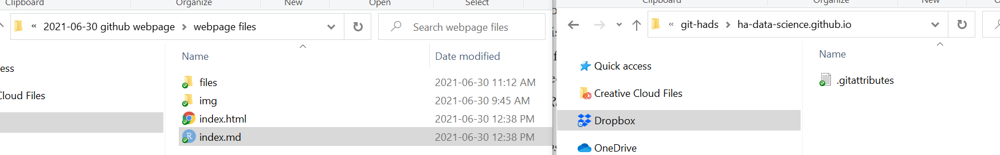 Clipboard Organize New Open Select
« 2021-06-30 github webpage > webpage files
Search webpage files
Name Date modified
ess
Cloud Files
files 2021-06-30 11:12 AM
img 2021-06-30 9:45 AM
index.html 2021-06-30 12:38 PM
index.md 2021-06-30 12:38 PM
Clipboard Organize New
« git-hads > ha-data-science.github.io
Quick access
Creative Cloud Files
Dropbox
OneDrive
Name
.gitattributes